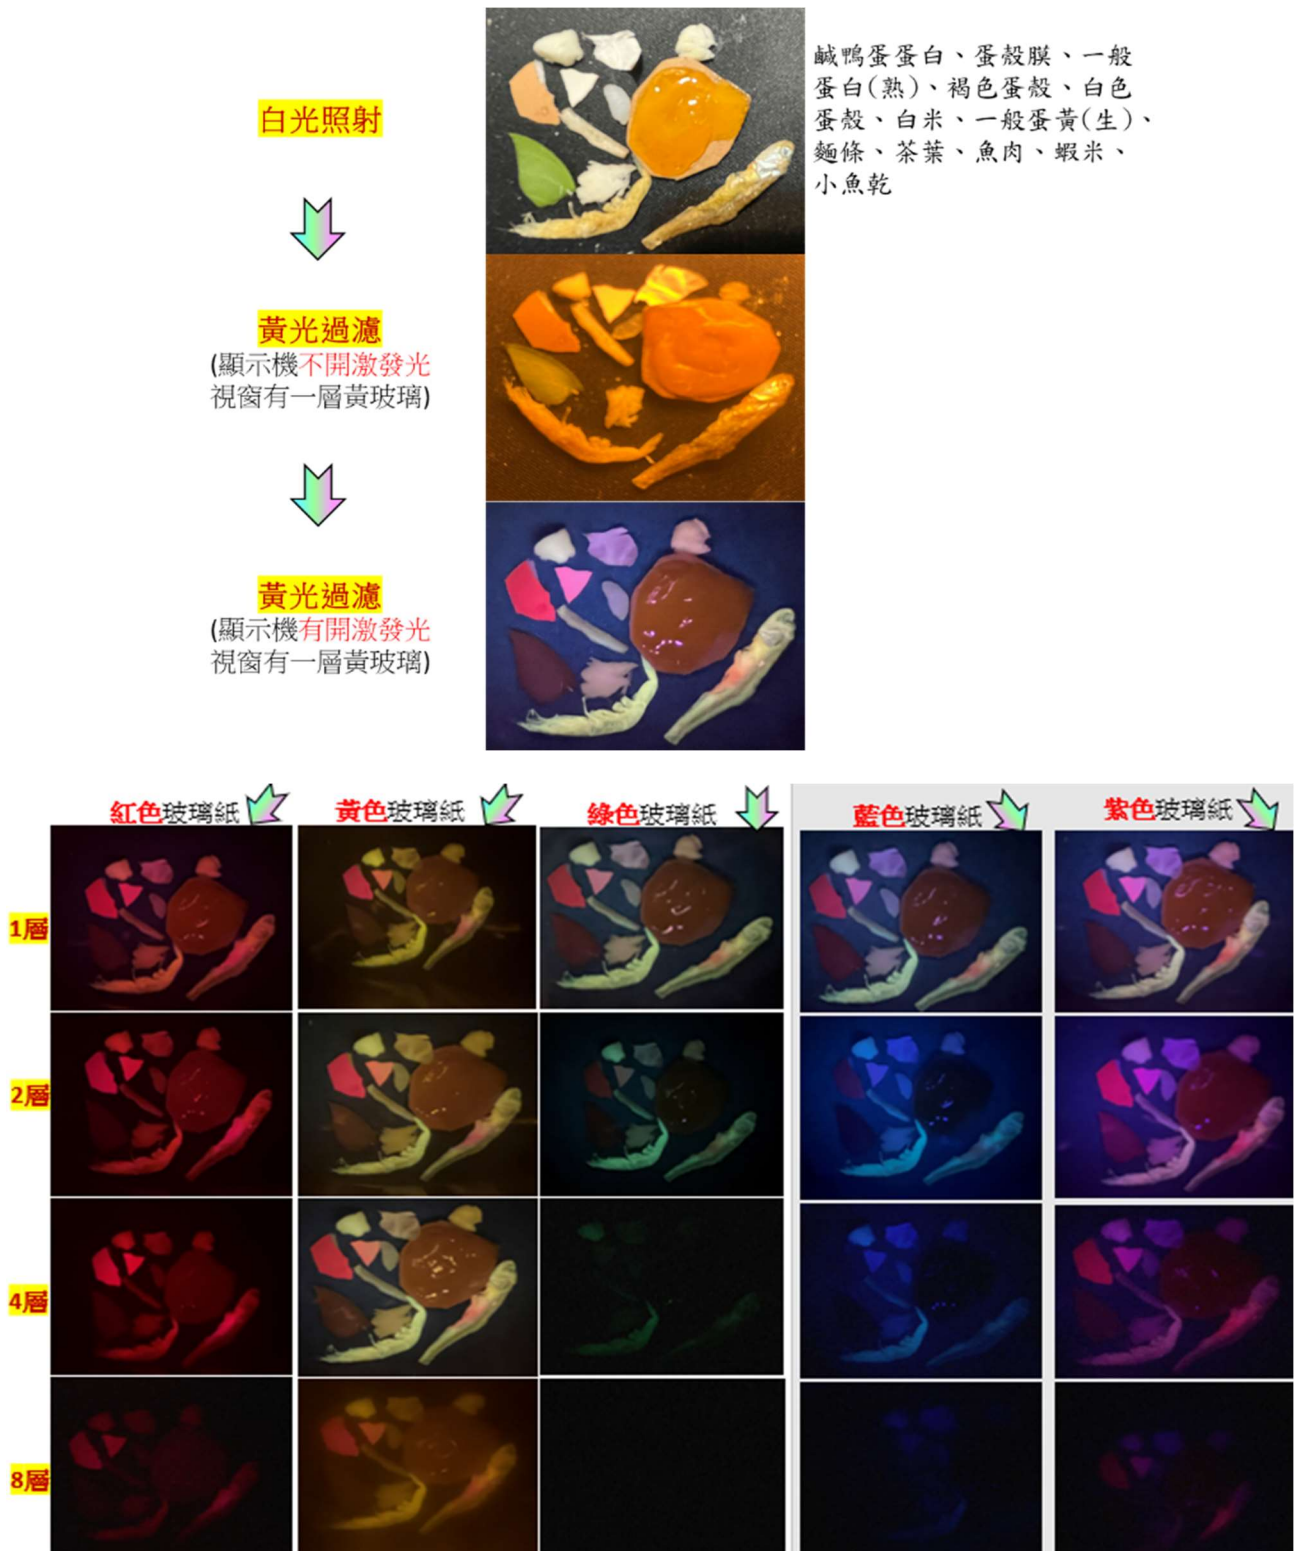 白光照射
鹹鴨蛋蛋白、蛋殼膜、一般
蛋白(熟)、褐色蛋殼、白色
蛋殼、白米、一般蛋黃(生)、
麵條、茶葉、魚肉、蝦米、
小魚乾
黃光過濾
(顯示機不開激發光
視窗有一層黃玻璃)
黃光過濾
(顯示機有開激發光
視窗有一層黃玻璃)
紅色玻璃紙
黃色玻璃紙
綠色玻璃紙
藍色玻璃紙
紫色玻璃紙
1層
2層
4層
8層